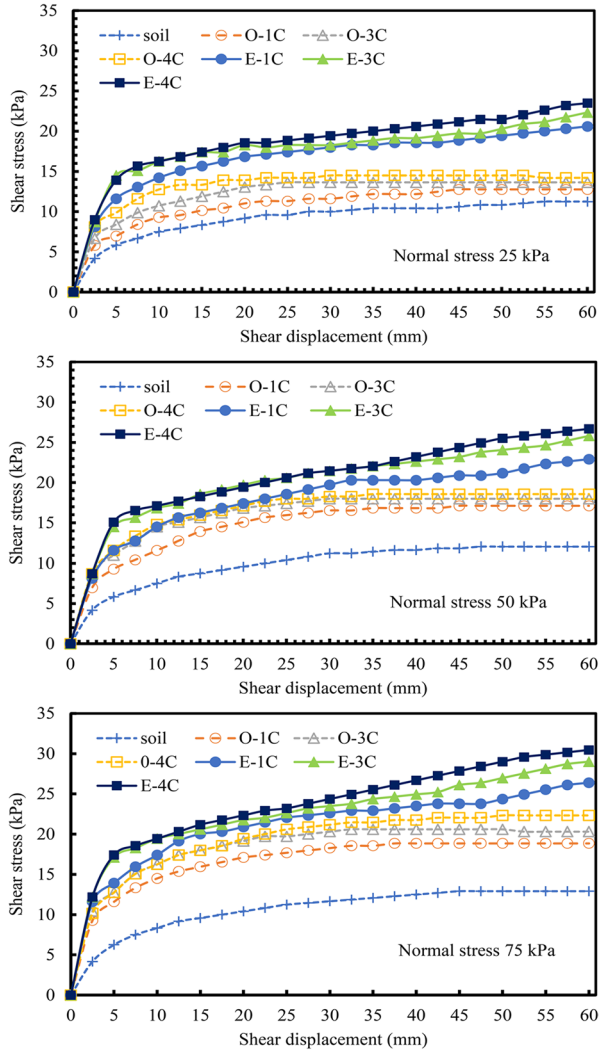 35
30
25
20
15
10
5
0
Shear stress (kPa)
soil O-1C O-3C
O-4C E-1C E-3C
E-4C
Normal stress 25 kPa
0 5 10 15 20 25 30 35 40 45 50 55 60
Shear displacement (mm)
35
30
25
20
15
10
5
0
Shear stress (kPa)
soil O-1C O-3C
O-4C E-1C E-3C
E-4C
Normal stress 50 kPa
0 5 10 15 20 25 30 35 40 45 50 55 60
Shear displacement (mm)
35
30
25
20
15
10
5
0
Shear stress (kPa)
soil O-1C O-3C
0-4C E-1C E-3C
E-4C
Normal stress 75 kPa
0 5 10 15 20 25 30 35 40 45 50 55 60
Shear displacement (mm)